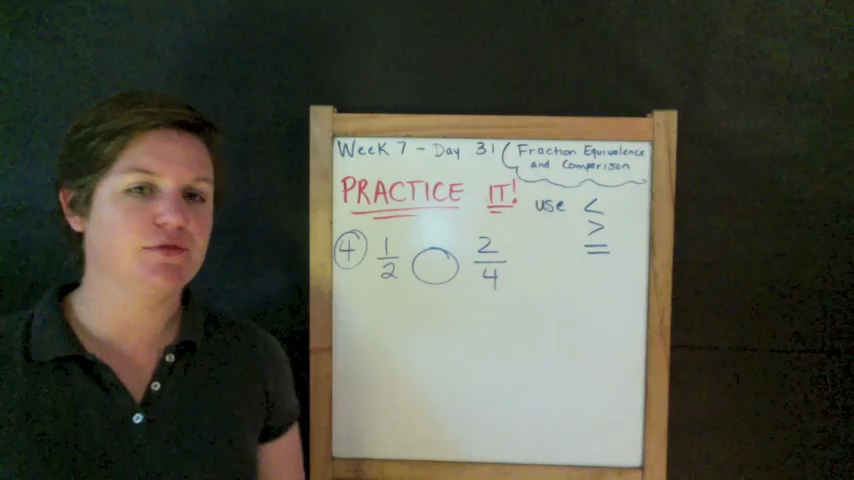 Week 7 - Day 31 Fraction Equivalence
and Comparison
PRACTICE IT!
use <
>
=
4 1/2 ○ 2/4